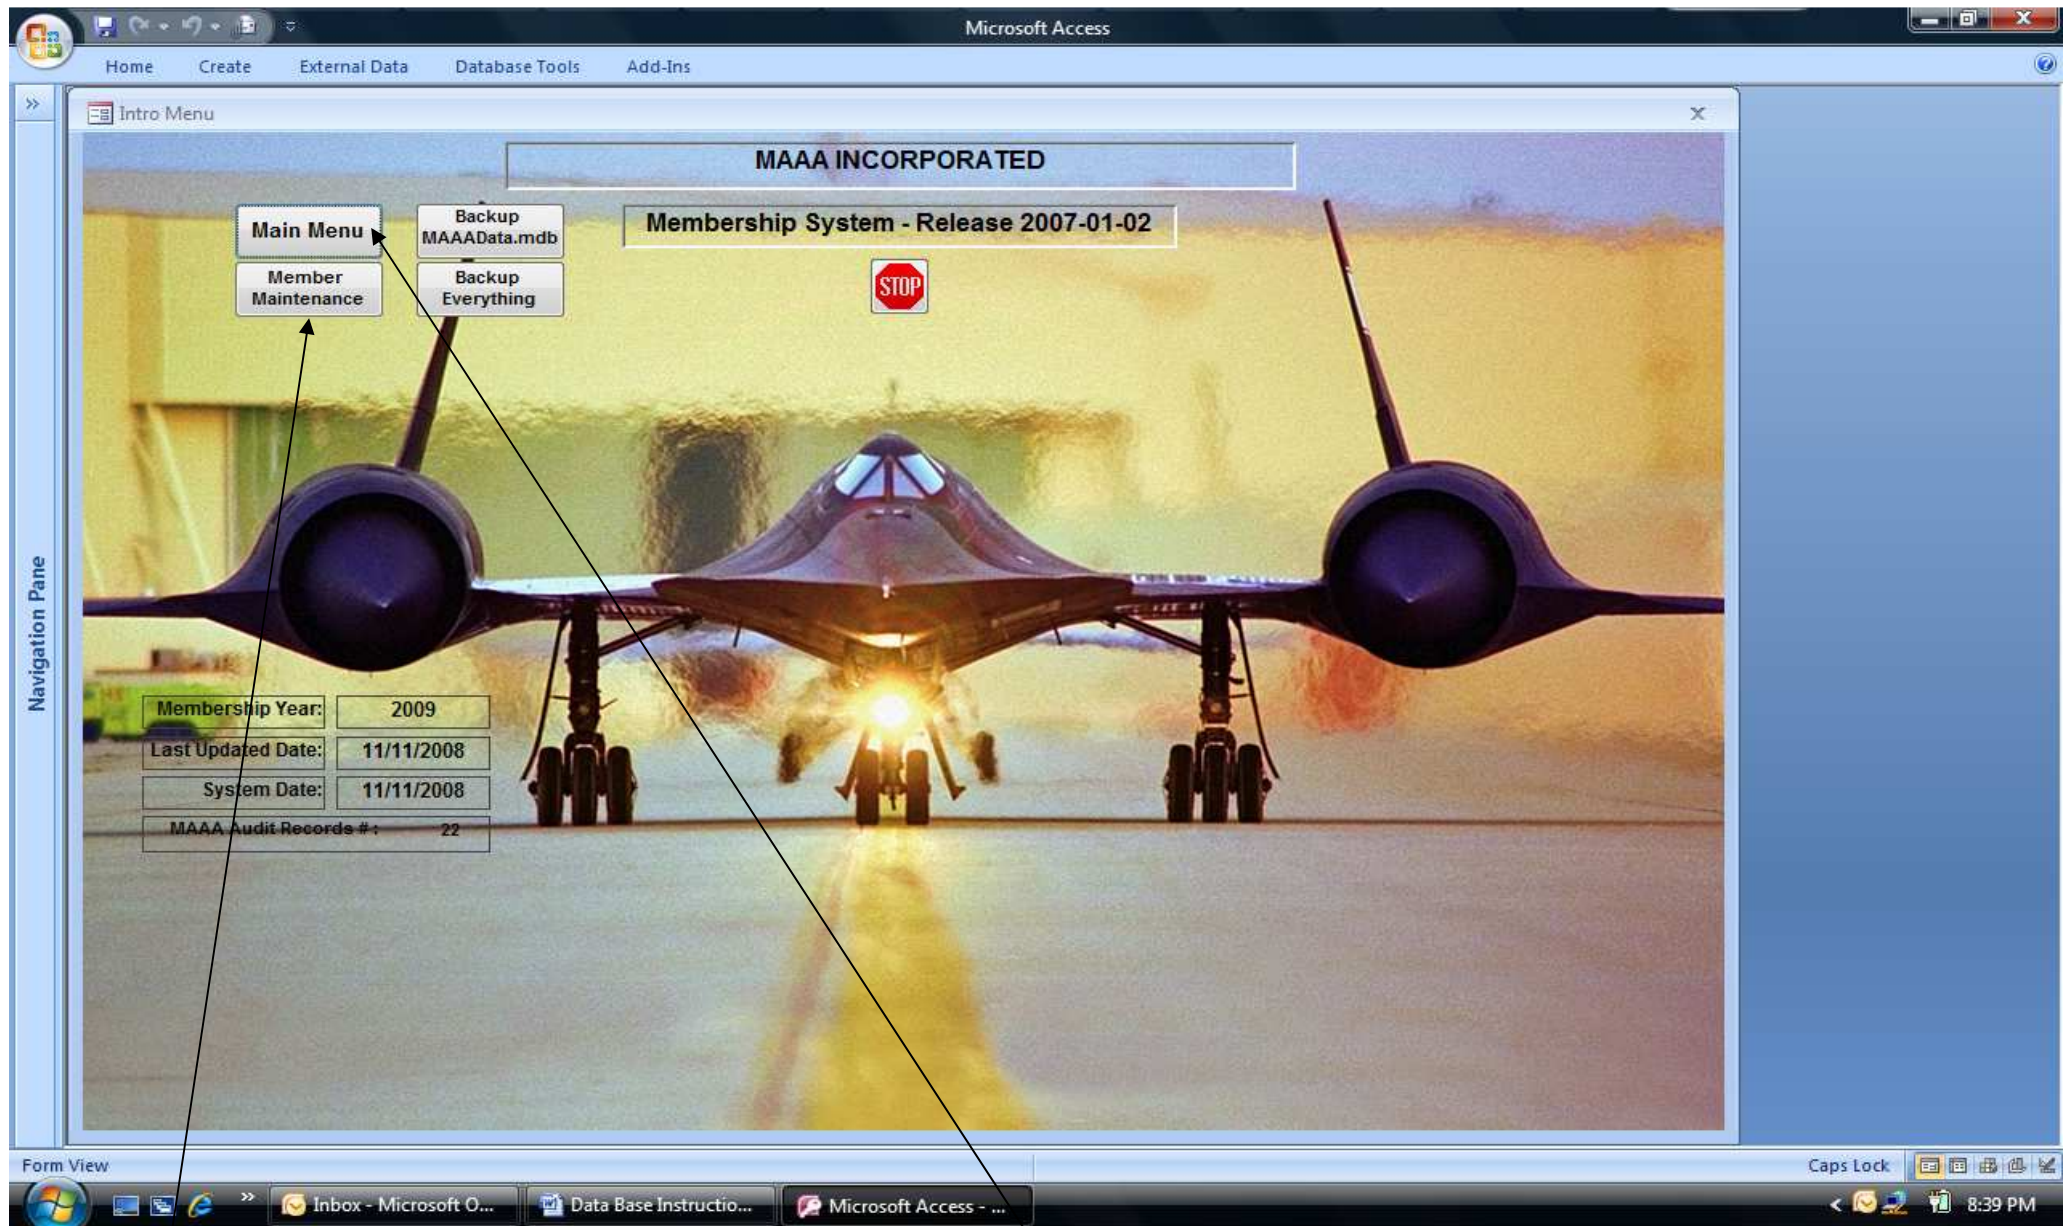 Microsoft Access
Home Create External Data Database Tools Add-Ins
Intro Menu
MAAA INCORPORATED
Membership System - Release 2007-01-02
Main Menu
Backup
MAAAData.mdb
Member
Maintenance
Backup
Everything
STOP
Navigation Pane
Membership Year: 2009
Last Updated Date: 11/11/2008
System Date: 11/11/2008
MAAA Audit Records # : 22
Form View
Caps Lock
Inbox - Microsoft O...
Data Base Instructio...
Microsoft Access - ...
8:39 PM